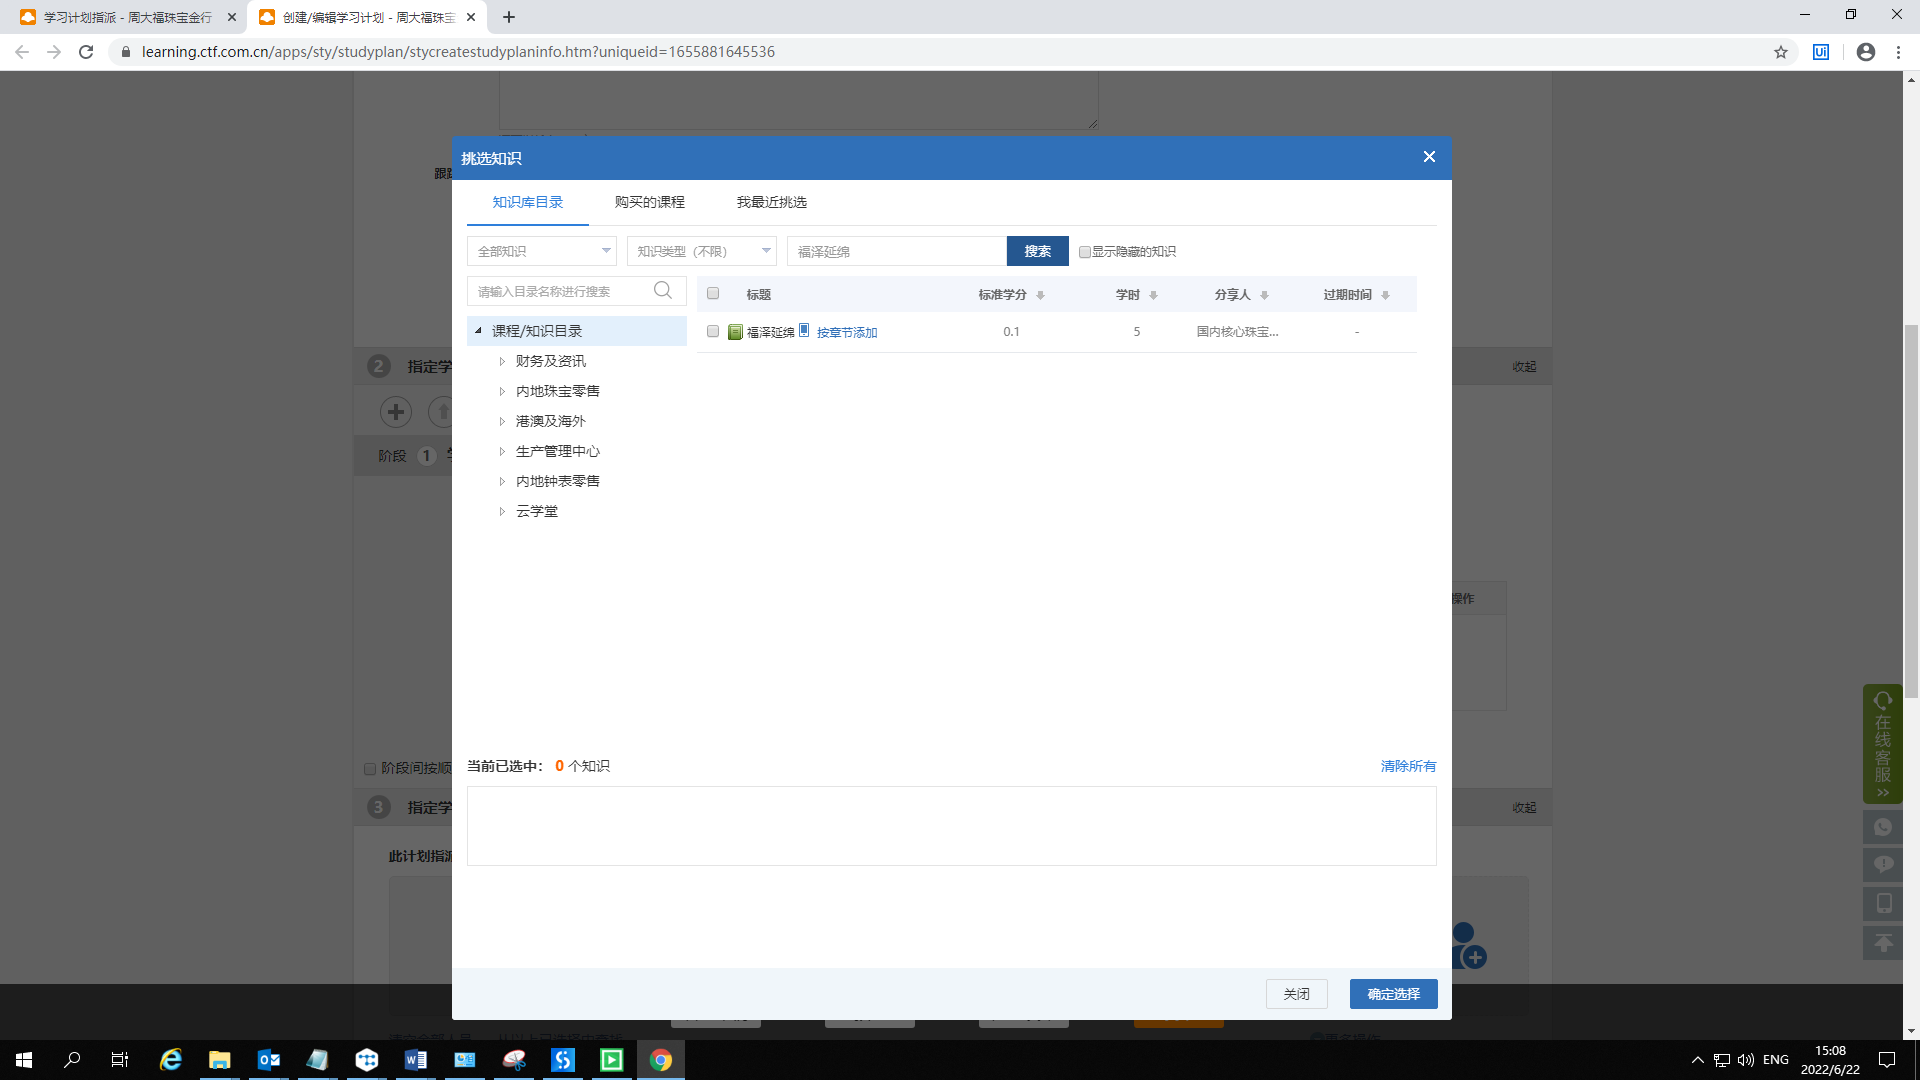 学习计划指派 - 周大福珠宝金行
创建/编辑学习计划 - 周大福珠宝
learning.ctf.com.cn/apps/sty/studyplan/stycreatestudyplaninfo.htm?uniqueid=1655881645536
挑选知识
知识库目录
购买的课程
我最近挑选
全部知识
知识类型（不限）
福泽延绵
搜索
显示隐藏的知识
请输入目录名称进行搜索
标题
标准学分
学时
分享人
过期时间
福泽延绵
按章节添加
0.1
5
国内核心珠宝...
-
课程/知识目录
财务及资讯
内地珠宝零售
港澳及海外
生产管理中心
内地钟表零售
云学堂
2
指定学
收起
阶段 1
操作
阶段间按顺
3
指定学
收起
此计划指派
当前已选中： 0 个知识
清除所有
关闭
确定选择
在线客服
ENG
15:08
2022/6/22